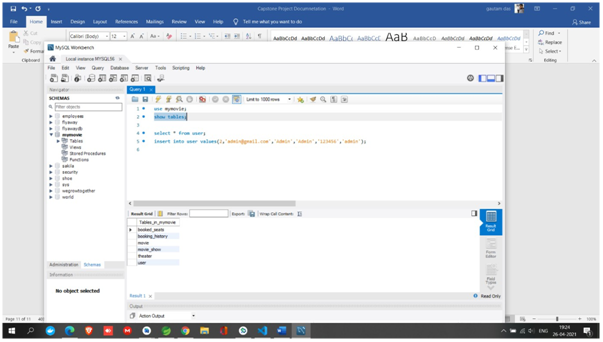 Capstone Project Documentation - Word
gautam das
File Home Insert Design Layout References Mailings Review View Help Tell me what you want to do
Paste
Calibri (Body)
AaBbCcDd AaBbCcDd AaBbCc AaBbCcD AaB AaBbCcD AaBbCcDd AaBbCcDd AaBbCcDd
Find
Replace
Select
Clipboard
Editing
MySQL Workbench
Local instance MYSQL56
File Edit View Query Database Server Tools Scripting Help
Navigator
SCHEMAS
Filter objects
employees
flyaway
flyawaydb
mymovie
Tables
Views
Stored Procedures
Functions
sakila
security
shoe
sys
wegrowtogether
world
Administration Schemas
Information
No object selected
Query 1
Limit to 1000 rows
1 use mymovie;
2 show tables;
3
4 select * from user;
5 insert into user values(2,'admin@gmail.com','Admin','Admin','123456','admin');
6
Result Grid Filter Rows: Export: Wrap Cell Content:
Tables_in_mymovie
booked_seats
booking_history
movie
movie_show
theater
user
Result Grid
Form Editor
Field Types
Result 1
Read Only
Output
Action Output
Page 11 of 11
100%
ENG
19:24
26-04-2021